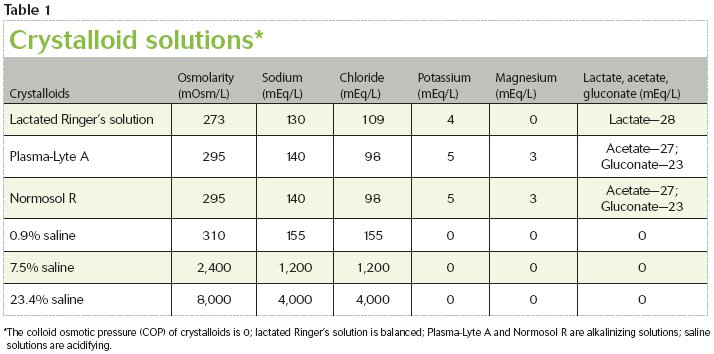 Table 1
Crystalloid solutions*
Crystalloids Osmolarity (mOsm/L) Sodium (mEq/L) Chloride (mEq/L) Potassium (mEq/L) Magnesium (mEq/L) Lactate, acetate, gluconate (mEq/L)
Lactated Ringer's solution 273 130 109 4 0 Lactate—28
Plasma-Lyte A 295 140 98 5 3 Acetate—27; Gluconate—23
Normosol R 295 140 98 5 3 Acetate—27; Gluconate—23
0.9% saline 310 155 155 0 0 0
7.5% saline 2,400 1,200 1,200 0 0 0
23.4% saline 8,000 4,000 4,000 0 0 0
*The colloid osmotic pressure (COP) of crystalloids is 0; lactated Ringer's solution is balanced; Plasma-Lyte A and Normosol R are alkalinizing solutions; saline
solutions are acidifying.